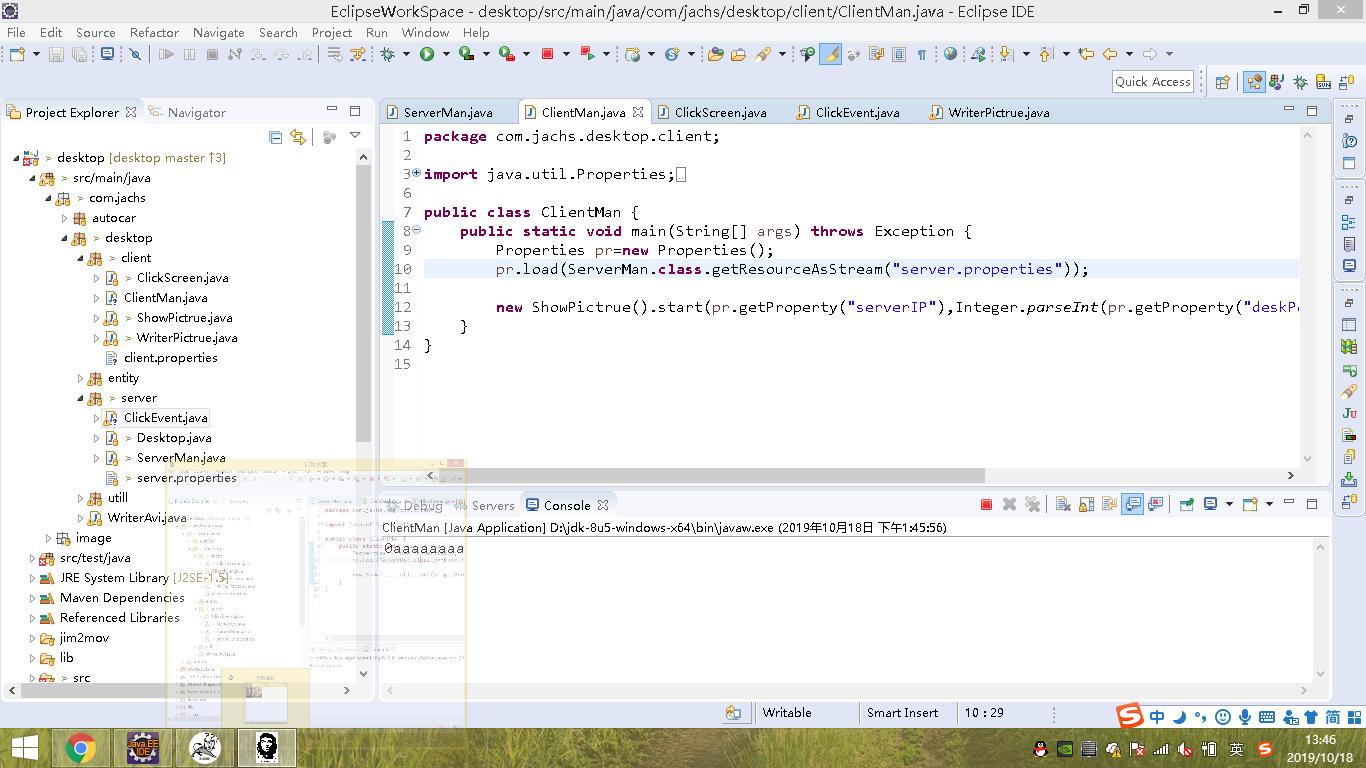 EclipseWorkSpace - desktop/src/main/java/com/jachs/desktop/client/ClientMan.java - Eclipse IDE
File Edit Source Refactor Navigate Search Project Run Window Help
Quick Access
Project Explorer
Navigator
desktop [desktop master ↑3]
src/main/java
com.jachs
autocar
desktop
client
ClickScreen.java
ClientMan.java
ShowPictrue.java
WriterPictrue.java
client.properties
entity
server
ClickEvent.java
Desktop.java
ServerMan.java
server.properties
utill
WriterAvi.java
image
src/test/java
JRE System Library [J2SE-1.5]
Maven Dependencies
Referenced Libraries
jim2mov
lib
src
ServerMan.java ClientMan.java ClickScreen.java ClickEvent.java WriterPictrue.java
1 package com.jachs.desktop.client;
2
3 import java.util.Properties;
6
7 public class ClientMan {
8 public static void main(String[] args) throws Exception {
9 Properties pr=new Properties();
10 pr.load(ServerMan.class.getResourceAsStream("server.properties"));
11
12 new ShowPictrue().start(pr.getProperty("serverIP"),Integer.parseInt(pr.getProperty("deskPo
13 }
14 }
15
Debug Servers Console
ClientMan [Java Application] D:\jdk-8u5-windows-x64\bin\javaw.exe (2019年10月18日 下午1:45:56)
0aaaaaaaaa
Writable Smart Insert 10 : 29
中 简
Java EE
IDE
英
13:46
2019/10/18